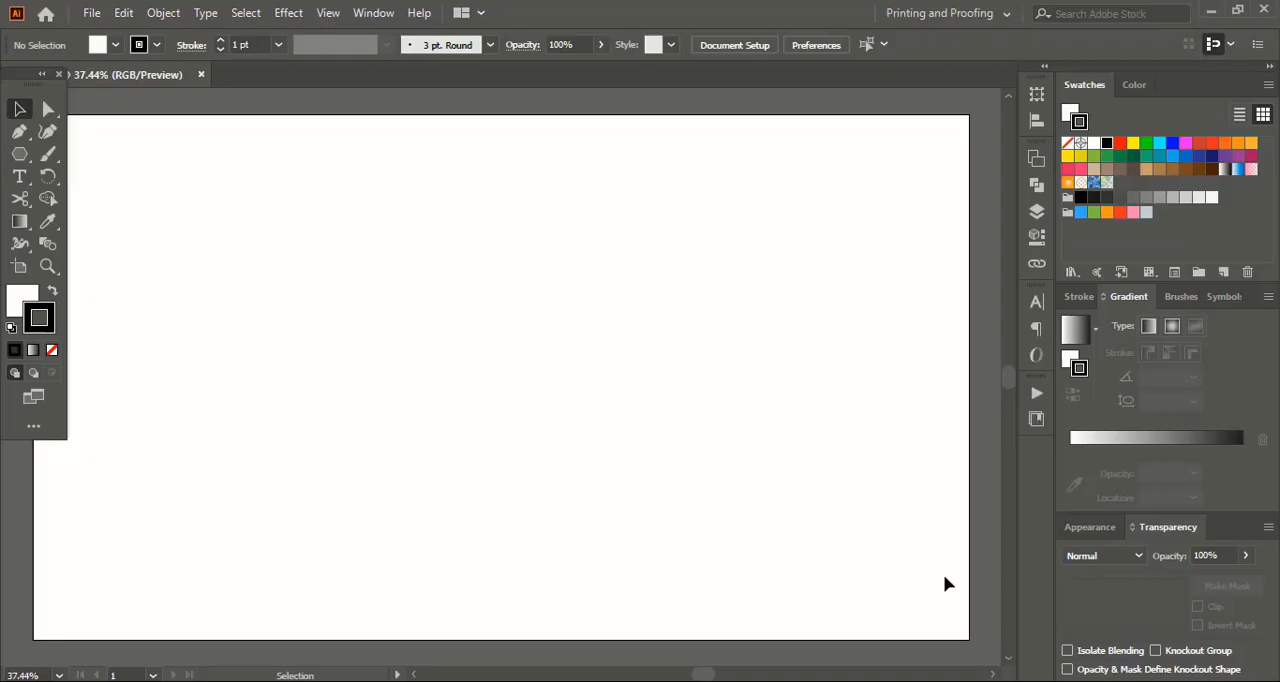 Ai File Edit Object Type Select Effect View Window Help Printing and Proofing Search Adobe Stock
No Selection Stroke: 1 pt 3 pt. Round Opacity: 100% Style: Document Setup Preferences
37.44% (RGB/Preview)
Swatches Color
Stroke Gradient Brushes Symbols
Type:
Stroke:
Opacity:
Location:
Appearance Transparency
Normal Opacity: 100%
Make Mask
Clip
Invert Mask
Isolate Blending Knockout Group
Opacity & Mask Define Knockout Shape
37.44% 1 Selection